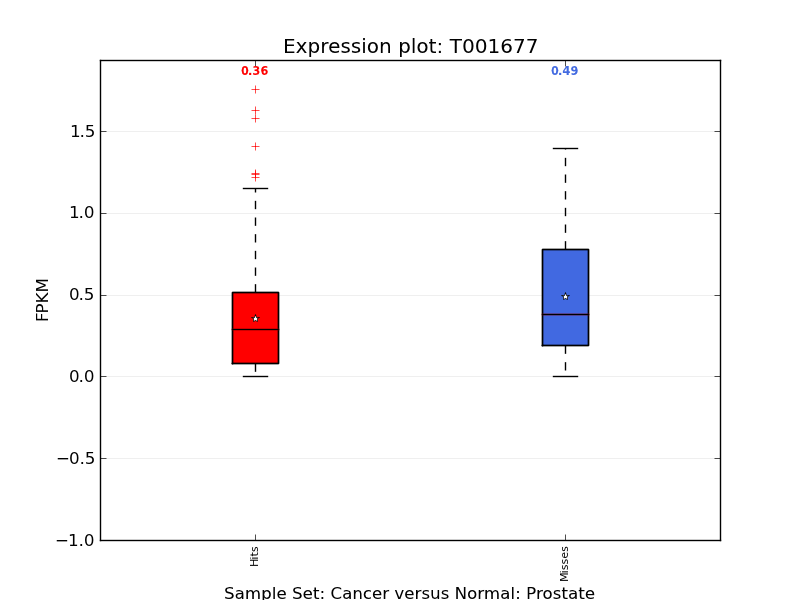 Expression plot: T001677
0.36
0.49
1.5
1.0
0.5
0.0
−0.5
−1.0
FPKM
Hits
Misses
Sample Set: Cancer versus Normal: Prostate